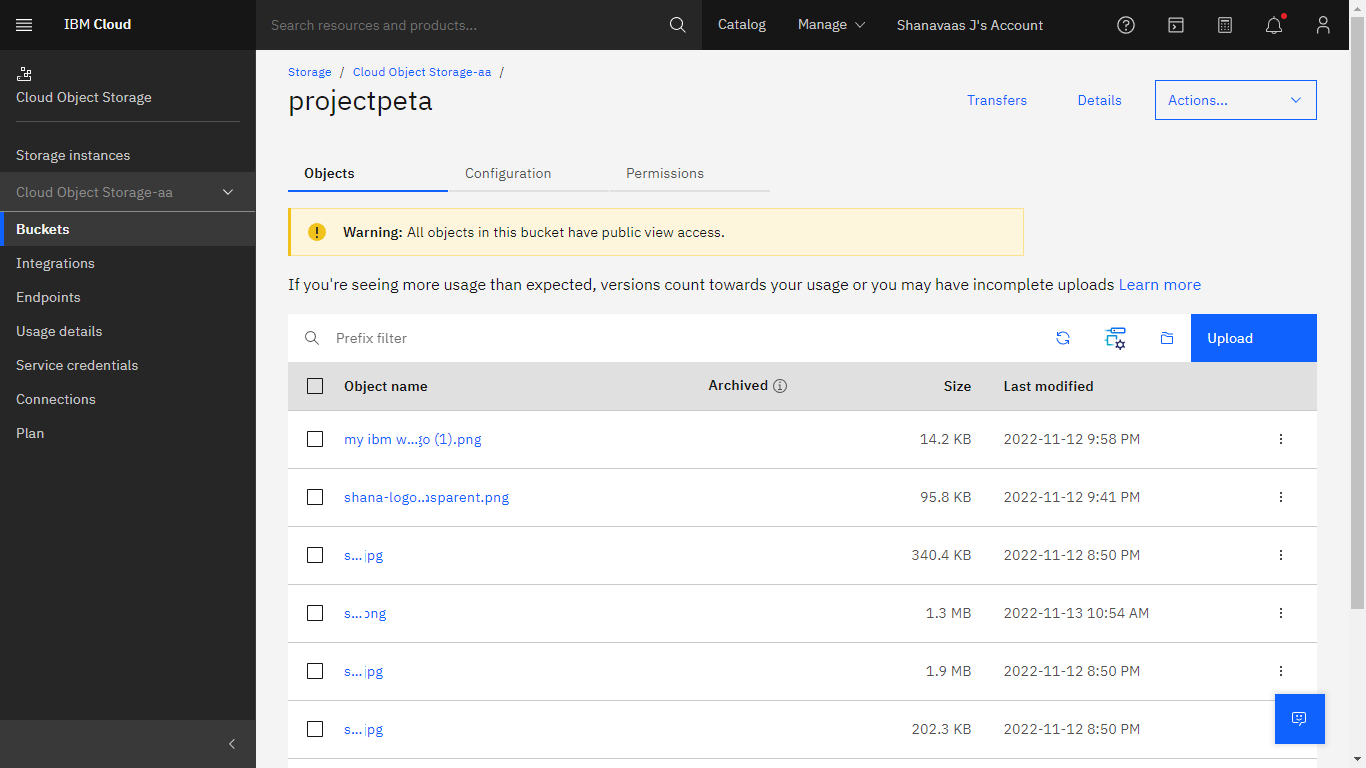 IBM Cloud
Search resources and products...
Catalog
Manage
Shanavaas J's Account
Cloud Object Storage
Storage instances
Cloud Object Storage-aa
Buckets
Integrations
Endpoints
Usage details
Service credentials
Connections
Plan
Storage / Cloud Object Storage-aa /
projectpeta
Transfers
Details
Actions...
Objects
Configuration
Permissions
Warning: All objects in this bucket have public view access.
If you're seeing more usage than expected, versions count towards your usage or you may have incomplete uploads Learn more
Prefix filter
Upload
Object name Archived Size Last modified
my ibm w...go (1).png 14.2 KB 2022-11-12 9:58 PM
shana-logo...sparent.png 95.8 KB 2022-11-12 9:41 PM
s...jpg 340.4 KB 2022-11-12 8:50 PM
s...png 1.3 MB 2022-11-13 10:54 AM
s...jpg 1.9 MB 2022-11-12 8:50 PM
s...jpg 202.3 KB 2022-11-12 8:50 PM